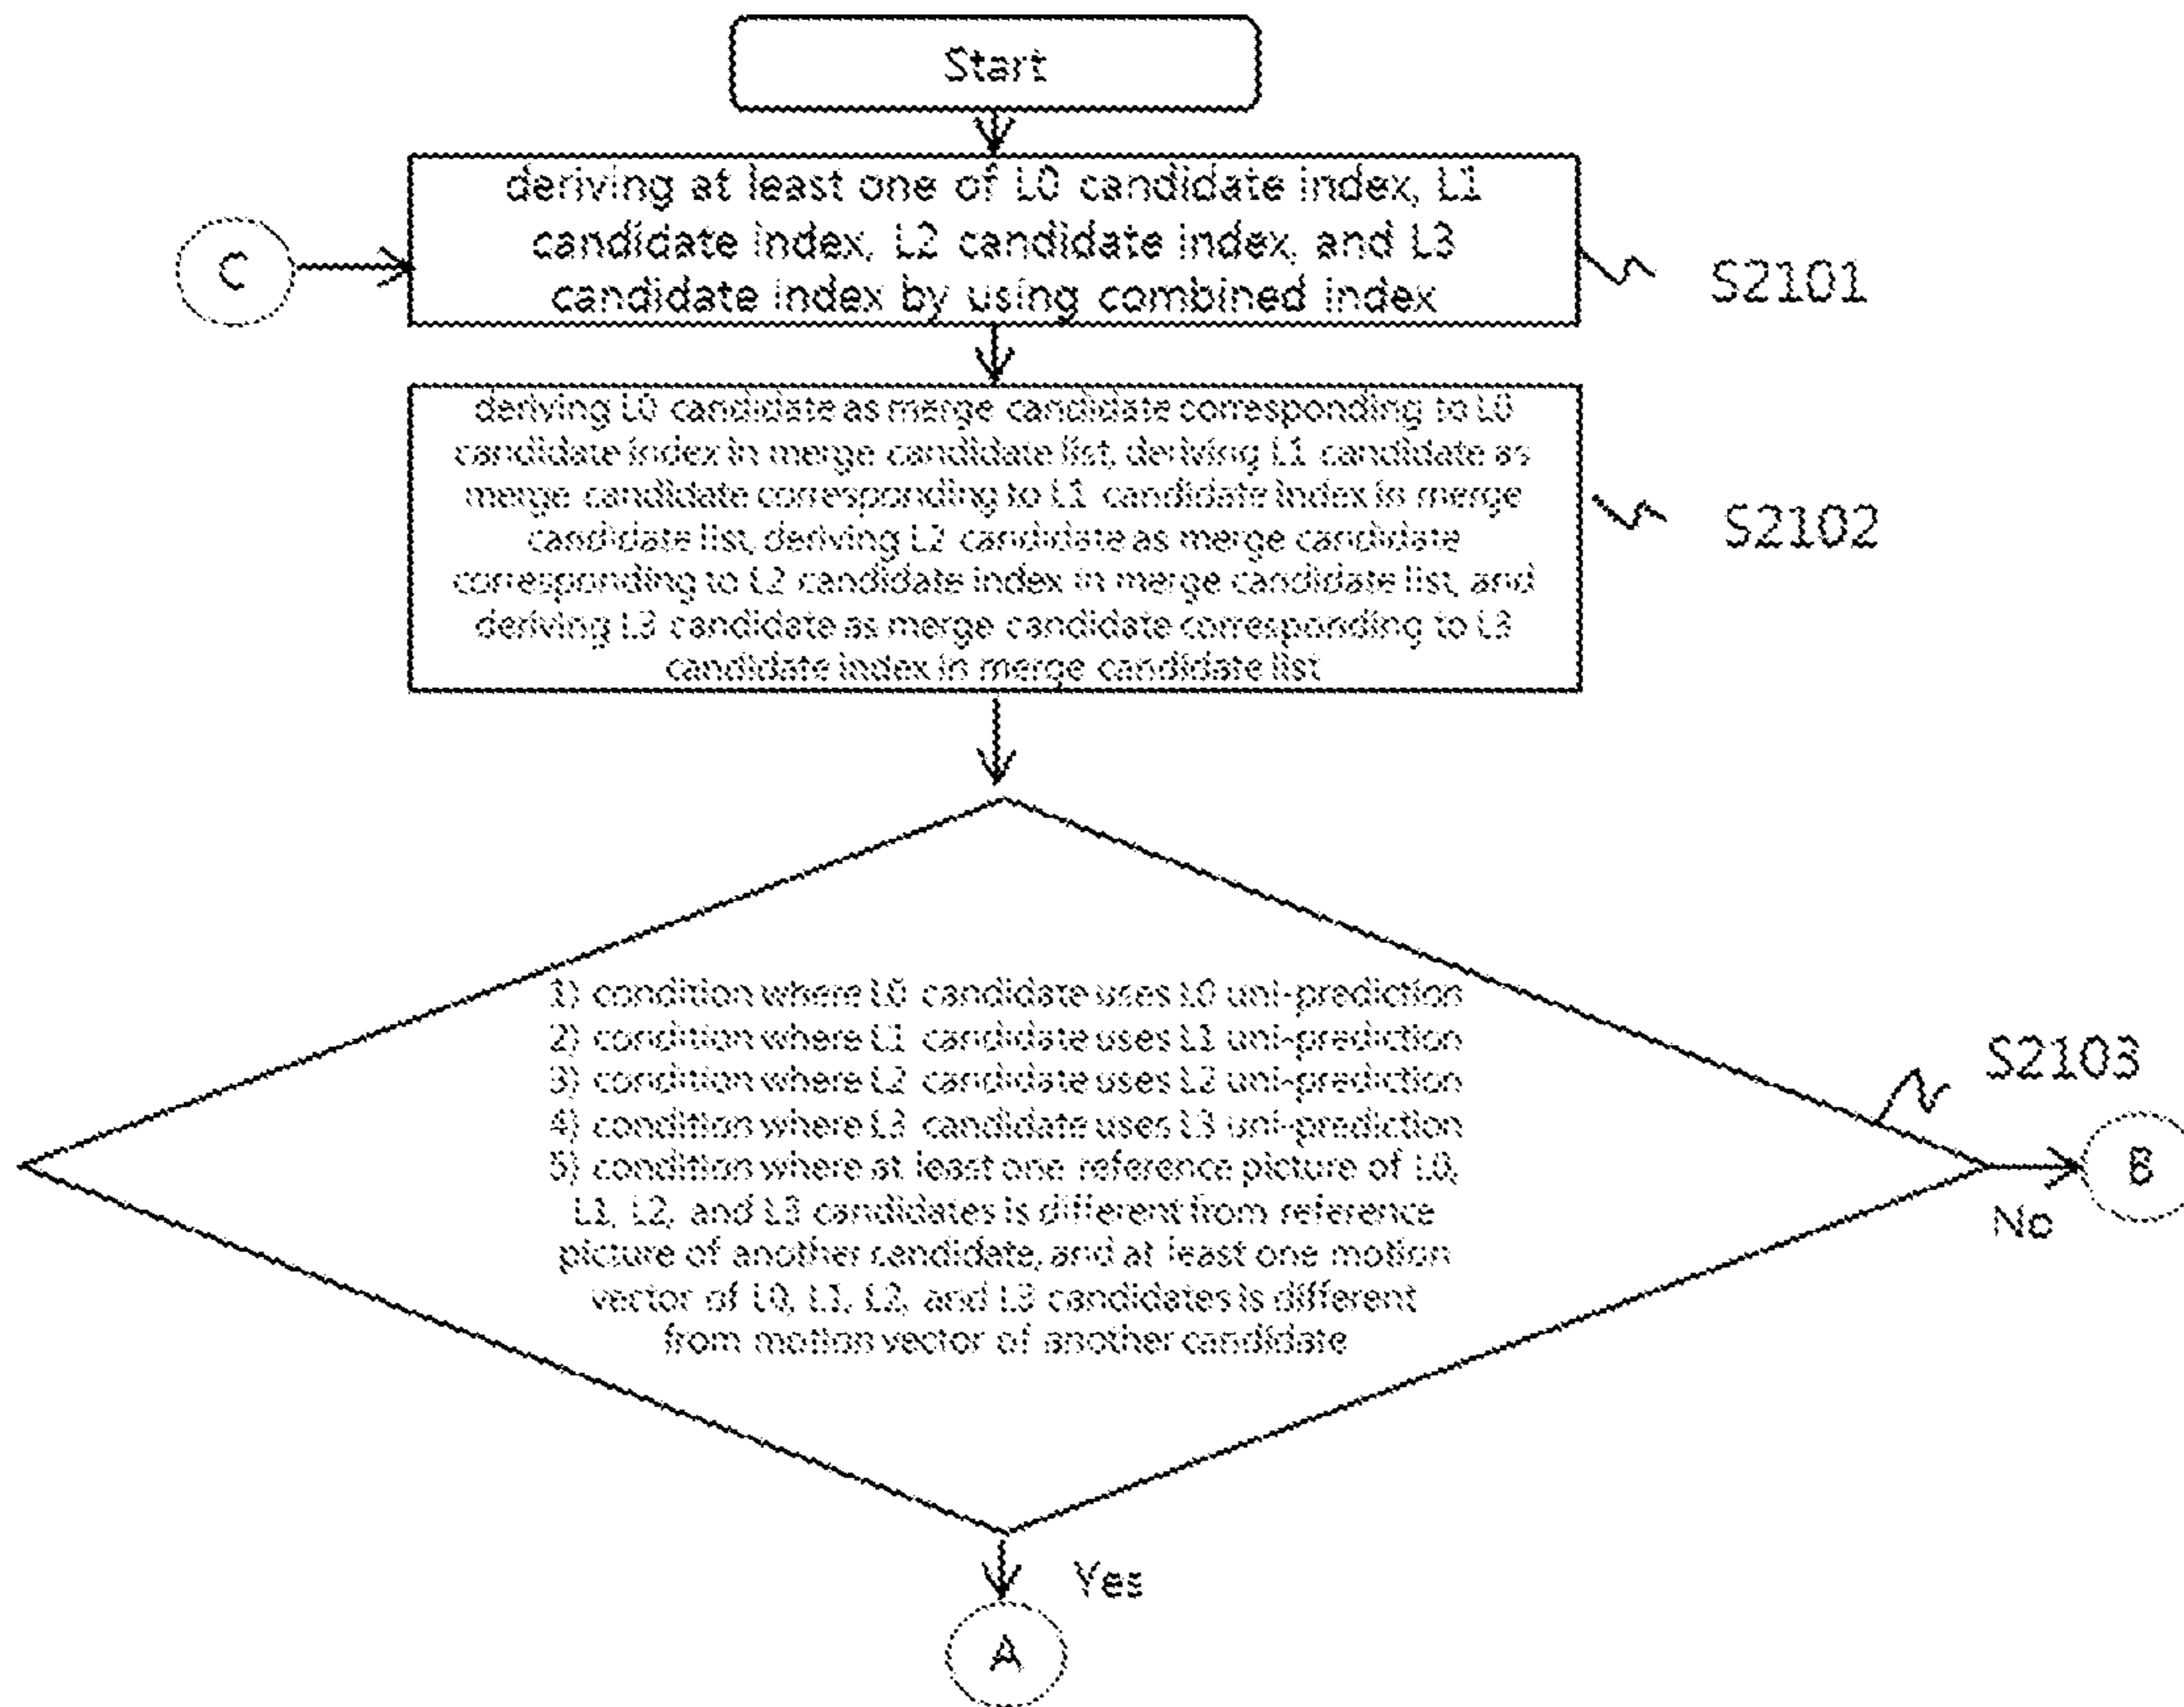 Start
deriving at least one of L0 candidate index, L1
candidate index, L2 candidate index, and L3
candidate index by using combined index
C
S2101
deriving L0 candidate as merge candidate corresponding to L0
candidate index in merge candidate list, deriving L1 candidate as
merge candidate corresponding to L1 candidate index in merge
candidate list, deriving L2 candidate as merge candidate
corresponding to L2 candidate index in merge candidate list, and
deriving L3 candidate as merge candidate corresponding to L3
candidate index in merge candidate list
S2102
1) condition where L0 candidate uses L0 uni-prediction
2) condition where L1 candidate uses L1 uni-prediction
3) condition where L2 candidate uses L2 uni-prediction
4) condition where L3 candidate uses L3 uni-prediction
5) condition where at least one reference picture of L0,
L1, L2, and L3 candidates is different from reference
picture of another candidate, and at least one motion
vector of L0, L1, L2, and L3 candidates is different
from motion vector of another candidate
S2103
B
No
Yes
A